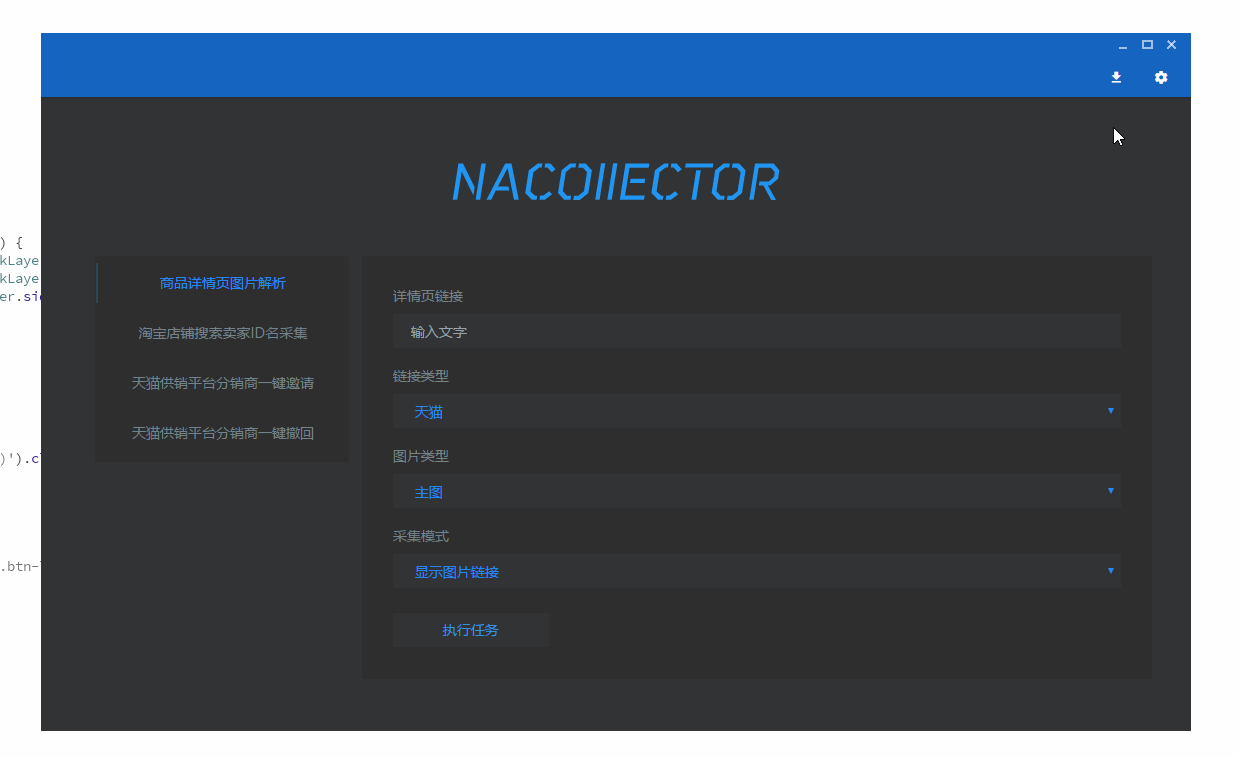 NACOllECTOR
) {
kLaye
kLaye
er.si
)').c
.btn-
商品详情页图片解析
淘宝店铺搜索卖家ID名采集
天猫供销平台分销商一键邀请
天猫供销平台分销商一键撤回
详情页链接
输入文字
链接类型
天猫
图片类型
主图
采集模式
显示图片链接
执行任务